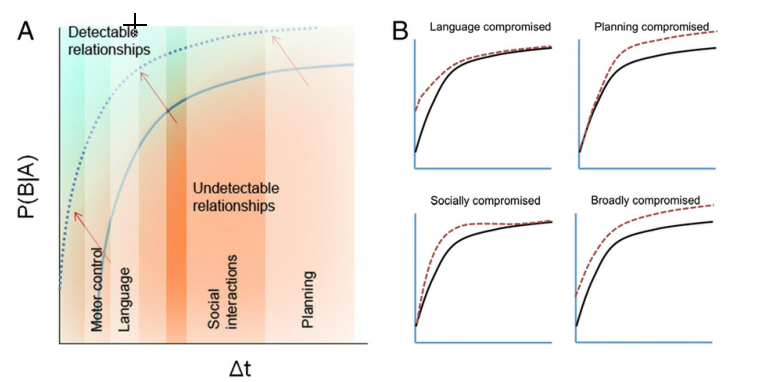 A
Detectable
relationships
P(B|A)
Undetectable
relationships
Motor control
Language
Social
interactions
Planning
Δt
B
Language compromised
Planning compromised
Socially compromised
Broadly compromised